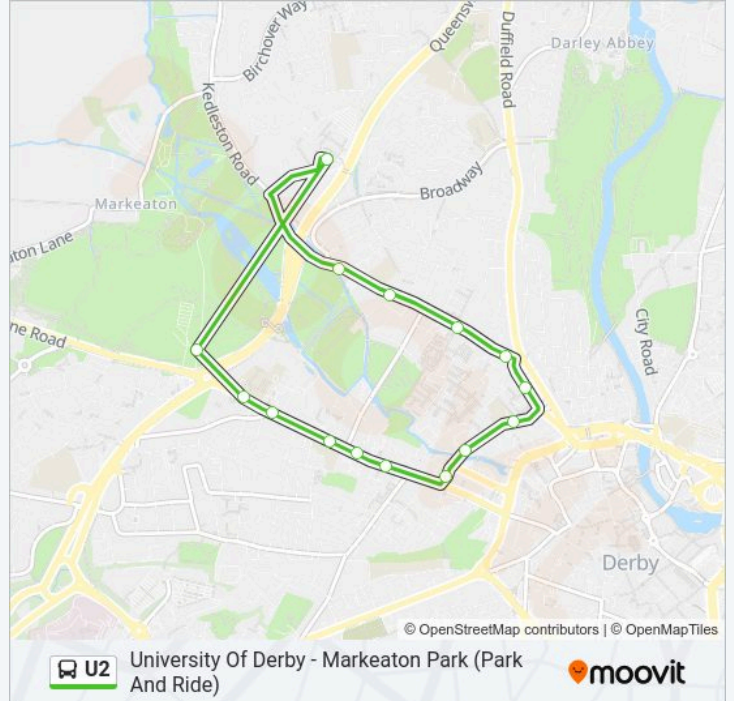 Birchover Way
Queensw
Duffield Road
Darley Abbey
Kedleston Road
Broadway
Markeaton
aton Lane
ne Road
City Road
Derby
© OpenStreetMap contributors | © OpenMapTiles
U2
University Of Derby - Markeaton Park (Park
And Ride)
moovit